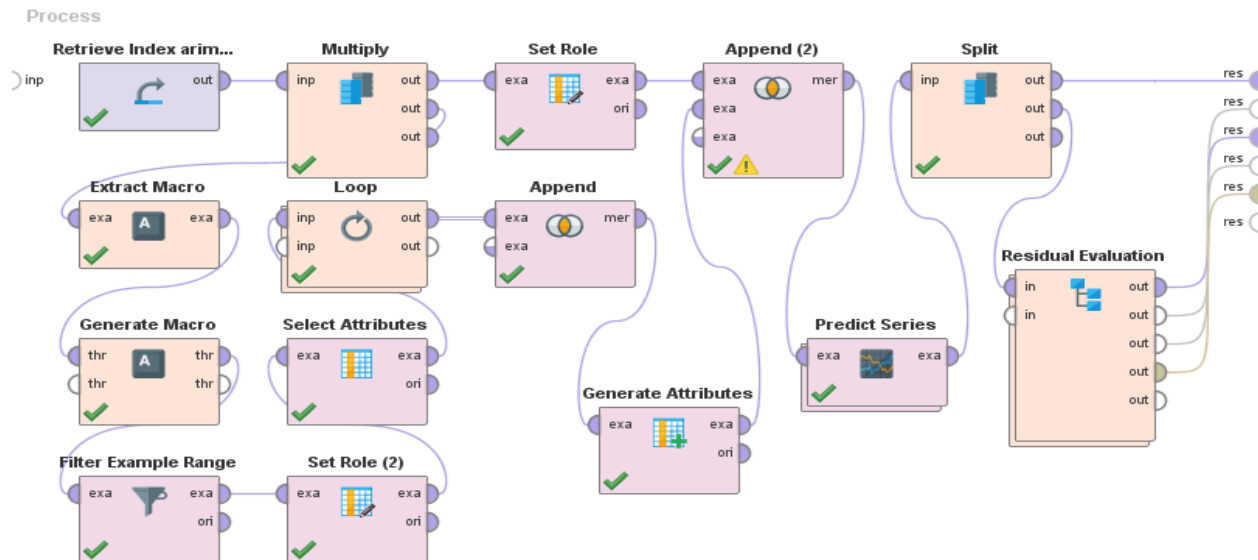 Process
inp
Retrieve Index arim...
out
Multiply
inp
out
out
out
Set Role
exa
exa
ori
Append (2)
exa
mer
exa
exa
Split
inp
out
out
out
res
res
res
res
res
res
Extract Macro
exa
exa
Loop
inp
out
inp
out
Append
exa
mer
exa
Residual Evaluation
in
out
in
out
out
out
out
Generate Macro
thr
thr
thr
thr
Select Attributes
exa
exa
ori
Predict Series
exa
exa
Generate Attributes
exa
exa
ori
Filter Example Range
exa
exa
ori
Set Role (2)
exa
exa
ori